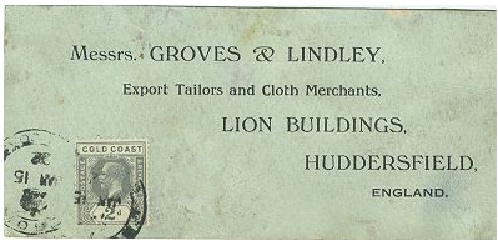 Messrs. GROVES & LINDLEY,
Export Tailors and Cloth Merchants,
LION BUILDINGS,
HUDDERSFIELD,
ENGLAND.
GOLD COAST